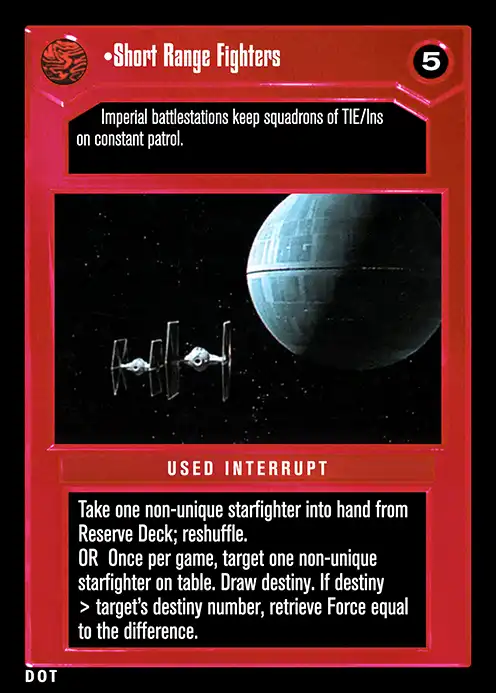 •Short Range Fighters
5
Imperial battlestations keep squadrons of TIE/Ins
on constant patrol.
USED INTERRUPT
Take one non-unique starfighter into hand from
Reserve Deck; reshuffle.
OR Once per game, target one non-unique
starfighter on table. Draw destiny. If destiny
> target's destiny number, retrieve Force equal
to the difference.
DOT